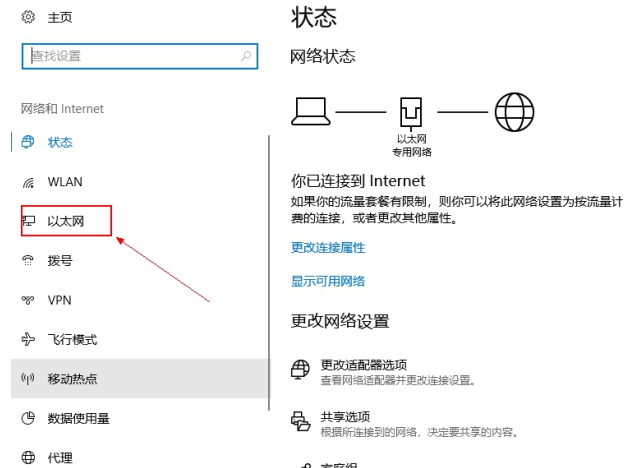 主页
查找设置
网络和 Internet
状态
WLAN
以太网
拨号
VPN
飞行模式
移动热点
数据使用量
代理
状态
网络状态
以太网
专用网络
你已连接到 Internet
如果你的流量套餐有限制，则你可以将此网络设置为按流量计
费的连接，或者更改其他属性。
更改连接属性
显示可用网络
更改网络设置
更改适配器选项
查看网络适配器并更改连接设置。
共享选项
根据所连接到的网络，决定要共享的内容。